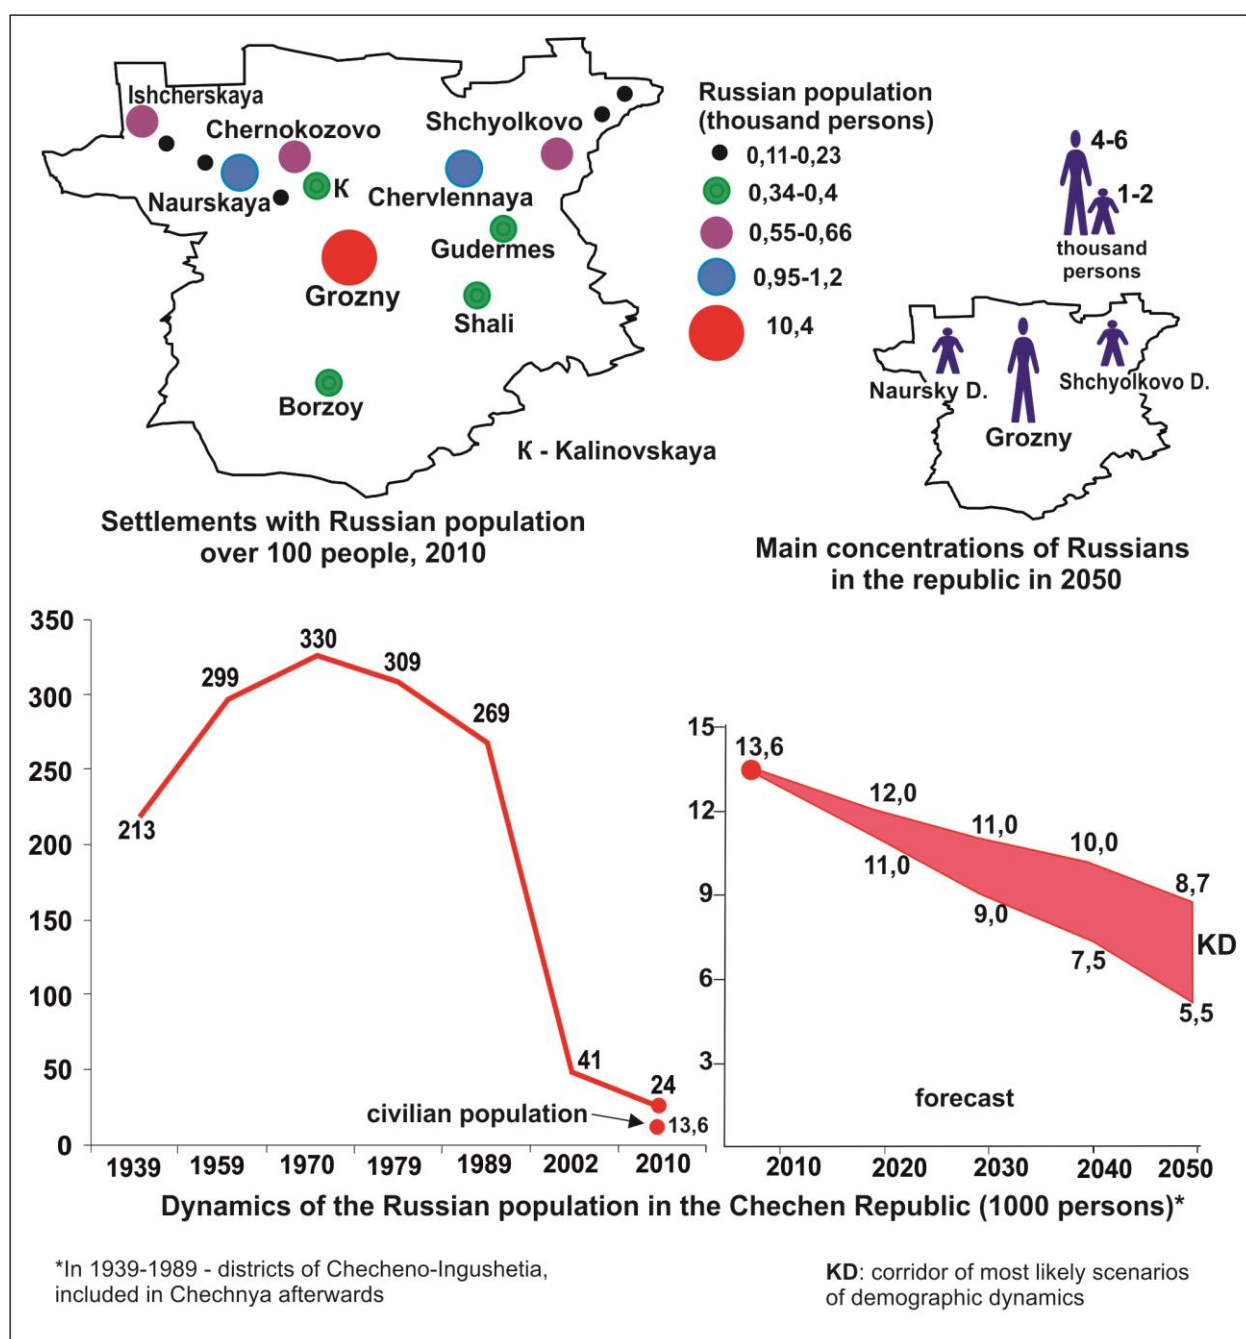 Ishcherskaya
Chernokozovo
Shchyolkovo
Naurskaya
К
Chervlennaya
Gudermes
Grozny
Shali
Borzoy
К - Kalinovskaya
Settlements with Russian population
over 100 people, 2010
Russian population
(thousand persons)
0,11-0,23
0,34-0,4
0,55-0,66
0,95-1,2
10,4
4-6
1-2
thousand
persons
Naursky D.
Shchyolkovo D.
Grozny
Main concentrations of Russians
in the republic in 2050
350
300
250
200
150
100
50
0
213
299
330
309
269
41
24
civilian population
13,6
1939 1959 1970 1979 1989 2002 2010
15
12
9
6
3
13,6
12,0
11,0
10,0
8,7
11,0
9,0
7,5
5,5
KD
forecast
2010 2020 2030 2040 2050
Dynamics of the Russian population in the Chechen Republic (1000 persons)*
*In 1939-1989 - districts of Checheno-Ingushetia,
included in Chechnya afterwards
KD: corridor of most likely scenarios
of demographic dynamics